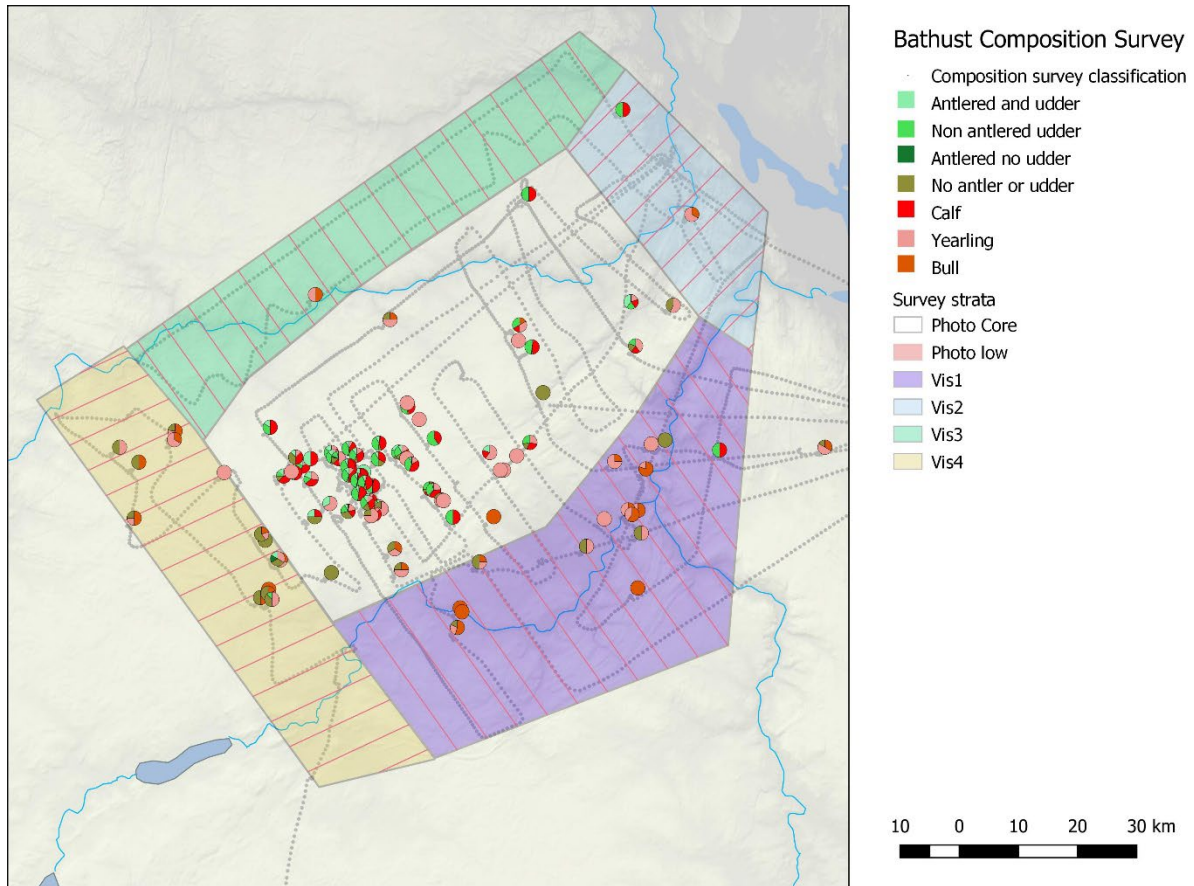 Bathust Composition Survey
Composition survey classification
Antlered and udder
Non antlered udder
Antlered no udder
No antler or udder
Calf
Yearling
Bull
Survey strata
Photo Core
Photo low
Vis1
Vis2
Vis3
Vis4
10 0 10 20 30 km